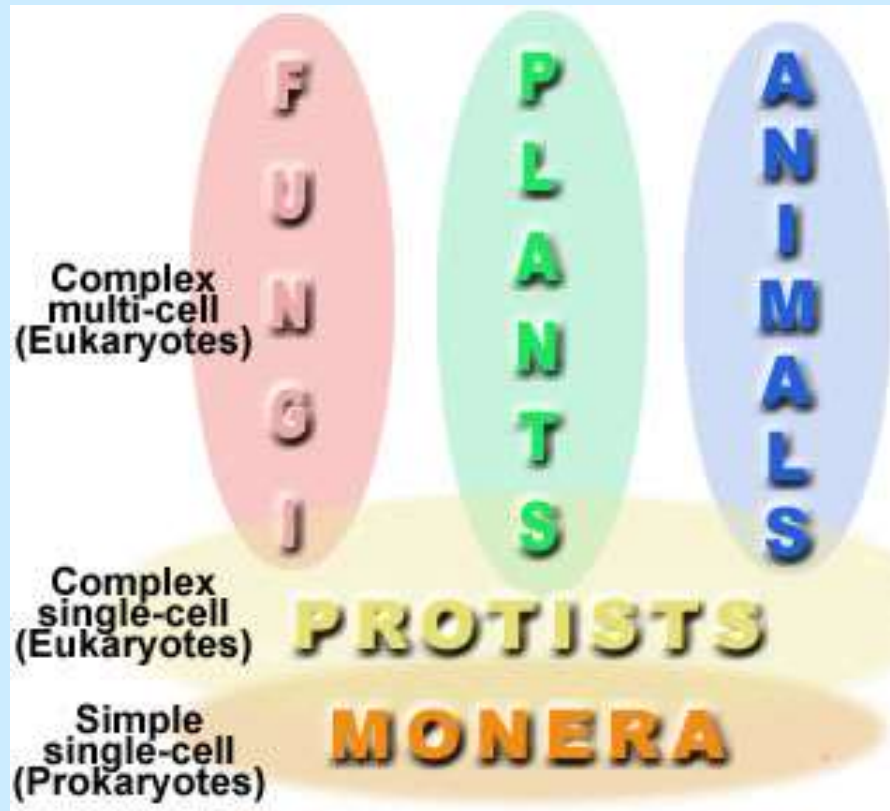 FUNGI
PLANTS
ANIMALS
Complex
multi-cell
(Eukaryotes)
Complex
single-cell
(Eukaryotes)
PROTISTS
Simple
single-cell
(Prokaryotes)
MONERA